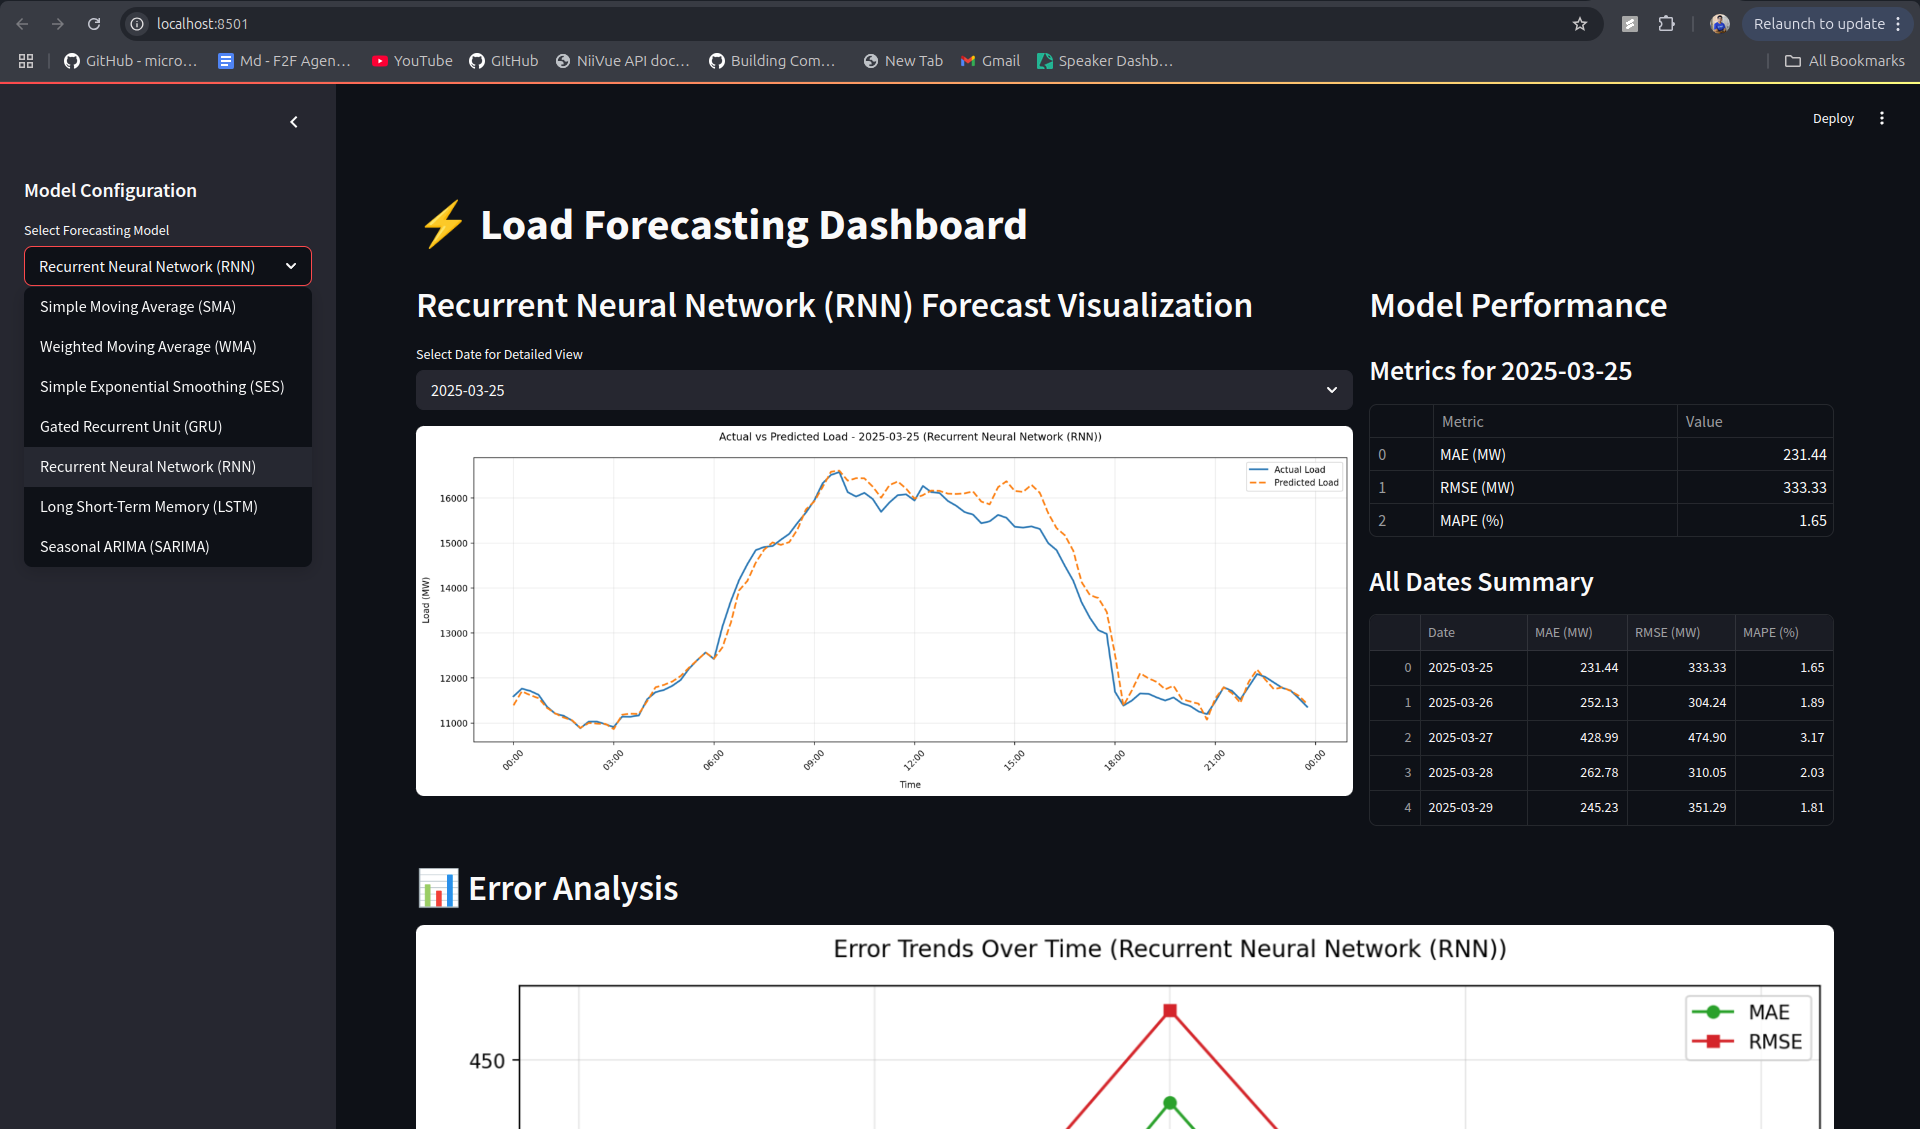 localhost:8501
Relaunch to update
GitHub - micro...
Md - F2F Agen...
YouTube
GItHub
NiiVue API doc...
Building Com...
New Tab
Gmail
Speaker Dashb...
All Bookmarks
Deploy
Model Configuration
Select Forecasting Model
Recurrent Neural Network (RNN)
Simple Moving Average (SMA)
Weighted Moving Average (WMA)
Simple Exponential Smoothing (SES)
Gated Recurrent Unit (GRU)
Recurrent Neural Network (RNN)
Long Short-Term Memory (LSTM)
Seasonal ARIMA (SARIMA)
⚡ Load Forecasting Dashboard
Recurrent Neural Network (RNN) Forecast Visualization
Select Date for Detailed View
2025-03-25
Actual vs Predicted Load - 2025-03-25 (Recurrent Neural Network (RNN))
Actual Load
Predicted Load
Load (MW)
16000
15000
14000
13000
12000
11000
00:00 03:00 06:00 09:00 12:00 15:00 18:00 21:00 00:00
Time
Model Performance
Metrics for 2025-03-25
Metric Value
0 MAE (MW) 231.44
1 RMSE (MW) 333.33
2 MAPE (%) 1.65
All Dates Summary
Date MAE (MW) RMSE (MW) MAPE (%)
0 2025-03-25 231.44 333.33 1.65
1 2025-03-26 252.13 304.24 1.89
2 2025-03-27 428.99 474.90 3.17
3 2025-03-28 262.78 310.05 2.03
4 2025-03-29 245.23 351.29 1.81
📊 Error Analysis
Error Trends Over Time (Recurrent Neural Network (RNN))
MAE
RMSE
450